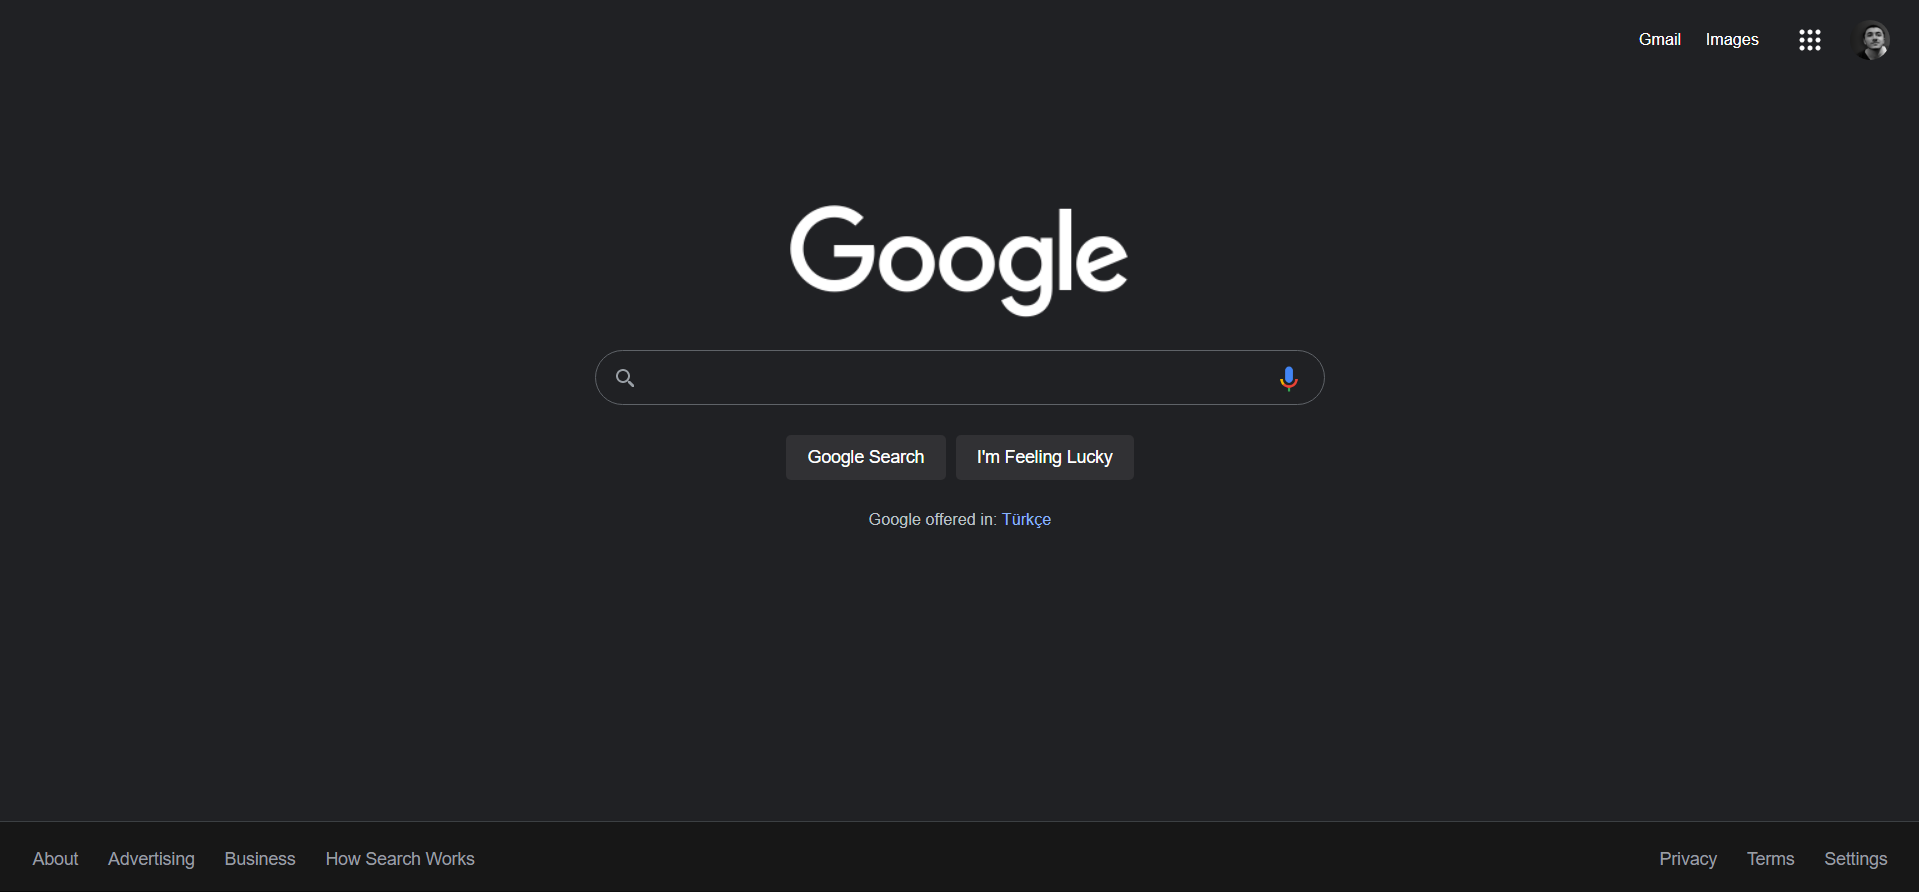 Gmail Images
Google
Google Search I'm Feeling Lucky
Google offered in: Türkçe
About Advertising Business How Search Works Privacy Terms Settings